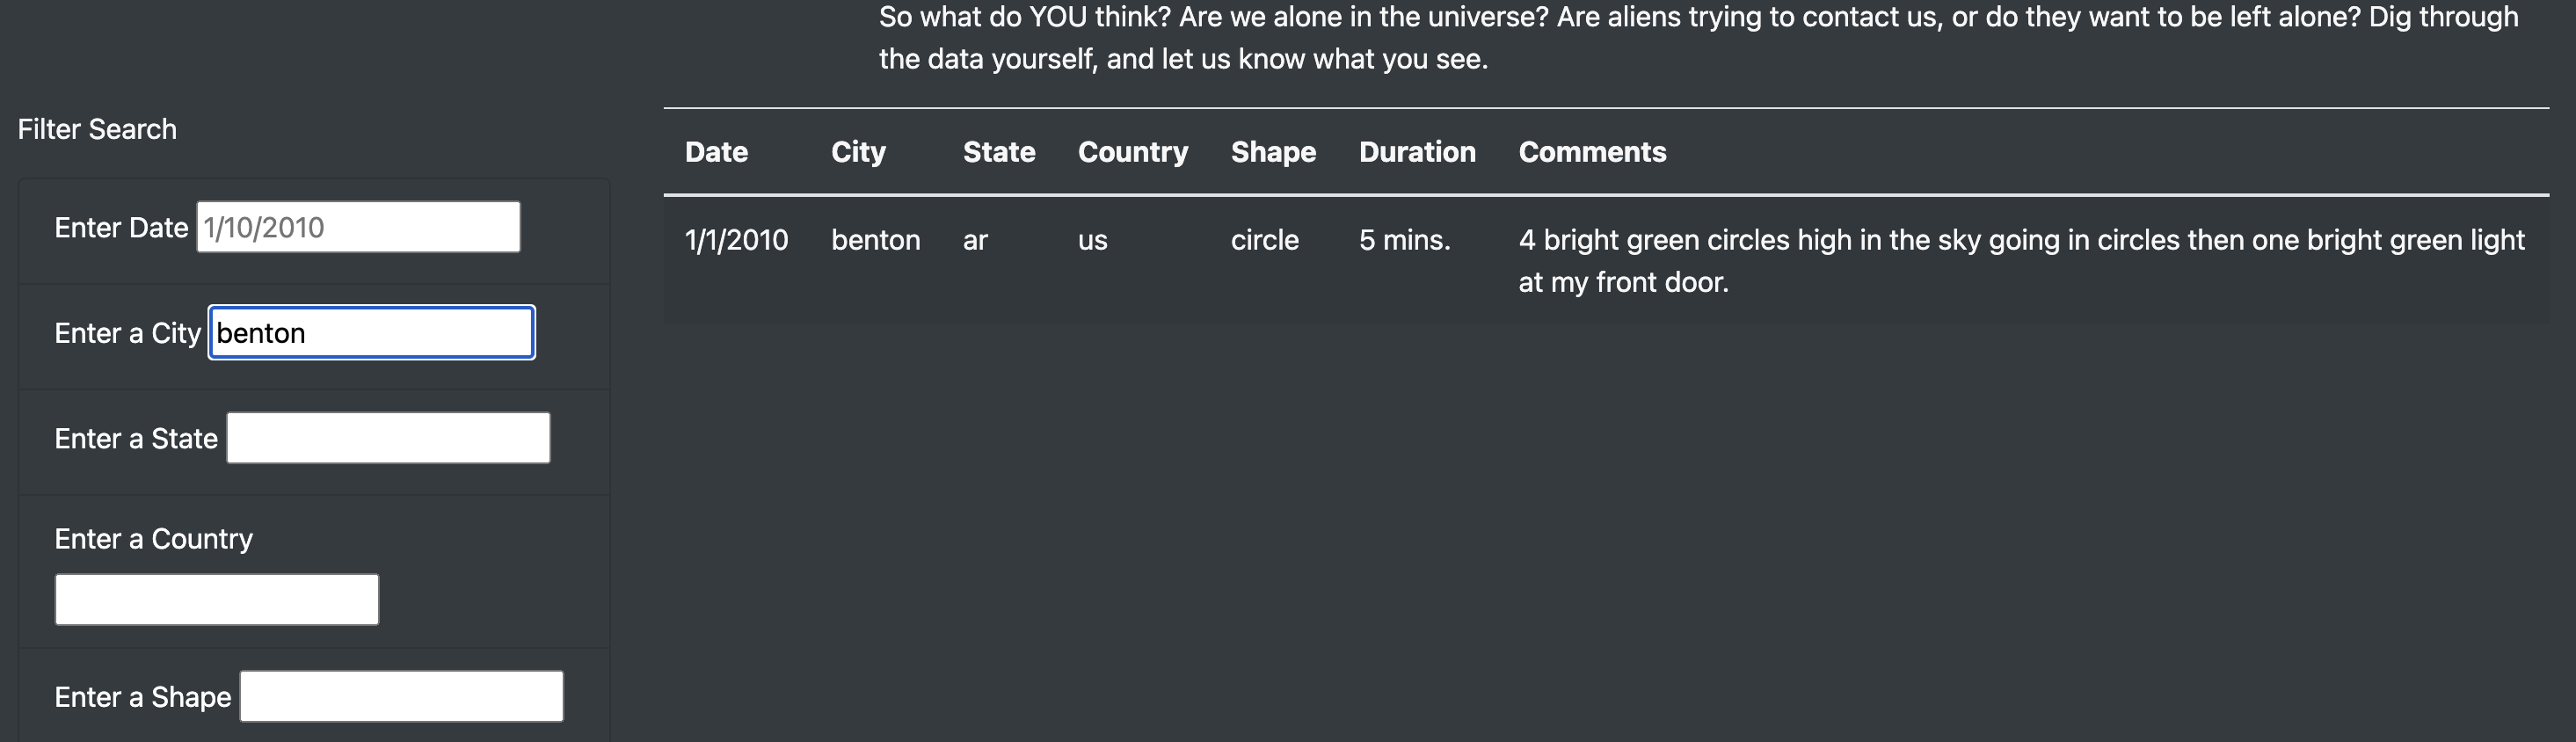 So what do YOU think? Are we alone in the universe? Are aliens trying to contact us, or do they want to be left alone? Dig through
the data yourself, and let us know what you see.
Filter Search
Enter Date 1/10/2010
Enter a City benton
Enter a State
Enter a Country
Enter a Shape
Date City State Country Shape Duration Comments
1/1/2010 benton ar us circle 5 mins. 4 bright green circles high in the sky going in circles then one bright green light
at my front door.